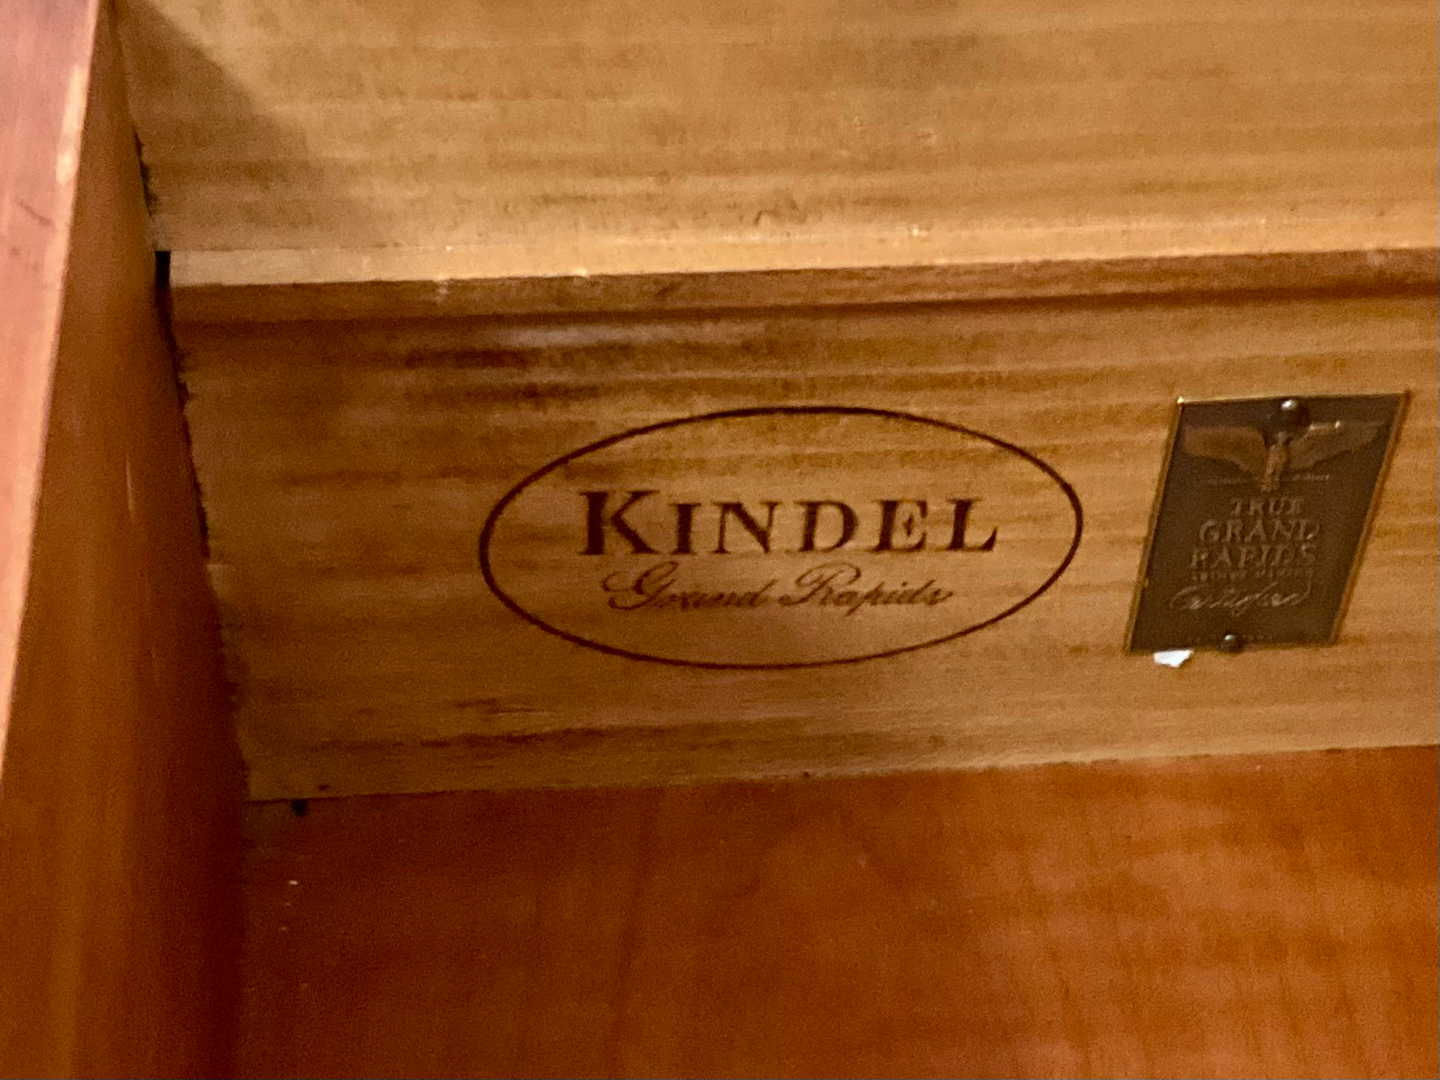 KINDEL
Grand Rapids
TRUE
GRAND
RAPIDS